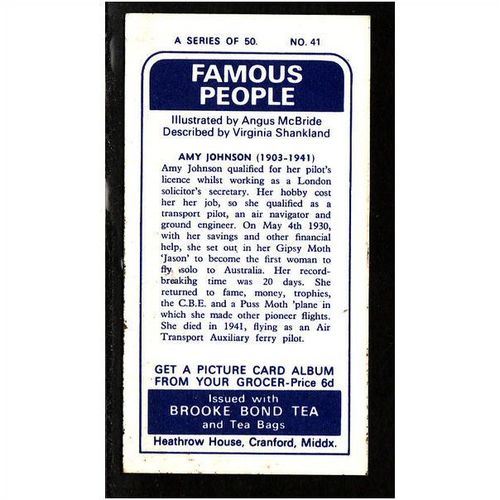 A SERIES OF 50. NO. 41
FAMOUS
PEOPLE
Illustrated by Angus McBride
Described by Virginia Shankland
AMY JOHNSON (1903-1941)
Amy Johnson qualified for her pilot's
licence whilst working as a London
solicitor's secretary. Her hobby cost
her her job, so she qualified as a
transport pilot, an air navigator and
ground engineer. On May 4th 1930,
with her savings and other financial
help, she set out in her Gipsy Moth
'Jason' to become the first woman to
fly solo to Australia. Her record-
breaking time was 20 days. She
returned to fame, money, trophies,
the C.B.E. and a Puss Moth 'plane in
which she made other pioneer flights.
She died in 1941, flying as an Air
Transport Auxiliary ferry pilot.
GET A PICTURE CARD ALBUM
FROM YOUR GROCER-Price 6d
Issued with
BROOKE BOND TEA
and Tea Bags
Heathrow House, Cranford, Middx.